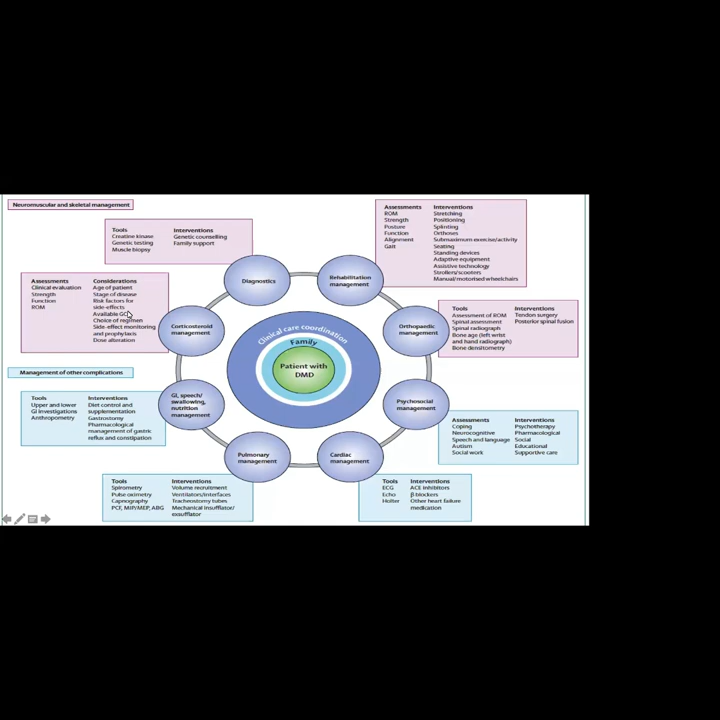 Neuromuscular and skeletal management
Tools
Creatine kinase
Genetic testing
Muscle biopsy
Interventions
Genetic counselling
Family support
Assessments
ROM
Strength
Posture
Function
Alignment
Gait
Interventions
Stretching
Positioning
Splinting
Orthoses
Submaximum exercise/activity
Seating
Standing devices
Adaptive equipment
Assistive technology
Strollers/scooters
Manual/motorised wheelchairs
Assessments
Clinical evaluation
Strength
Function
ROM
Considerations
Age of patient
Stage of disease
Risk factors for
side-effects
Available GCs
Choice of regimen
Side-effect monitoring
and prophylaxis
Dose alteration
Diagnostics
Rehabilitation
management
Corticosteroid
management
Orthopaedic
management
Tools
Assessment of ROM
Spinal assessment
Spinal radiograph
Bone age (left wrist
and hand radiograph)
Bone densitometry
Interventions
Tendon surgery
Posterior spinal fusion
Clinical care coordination
Family
Patient with
DMD
Management of other complications
Tools
Upper and lower
GI investigations
Anthropometry
Interventions
Diet control and
supplementation
Gastrostomy
Pharmacological
management of gastric
reflux and constipation
GI, speech/
swallowing,
nutrition
management
Psychosocial
management
Assessments
Coping
Neurocognitive
Speech and language
Autism
Social work
Interventions
Psychotherapy
Pharmacological
Social
Educational
Supportive care
Pulmonary
management
Cardiac
management
Tools
Spirometry
Pulse oximetry
Capnography
PCF, MIP/MEP, ABG
Interventions
Volume recruitment
Ventilators/interfaces
Tracheostomy tubes
Mechanical insufflator/
exsufflator
Tools
ECG
Echo
Holter
Interventions
ACE inhibitors
β blockers
Other heart failure
medication